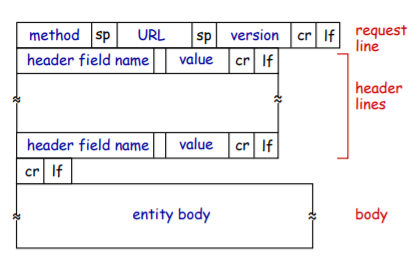 method sp URL sp version cr lf request line
header field name value cr lf
header lines
header field name value cr lf
cr lf
entity body body